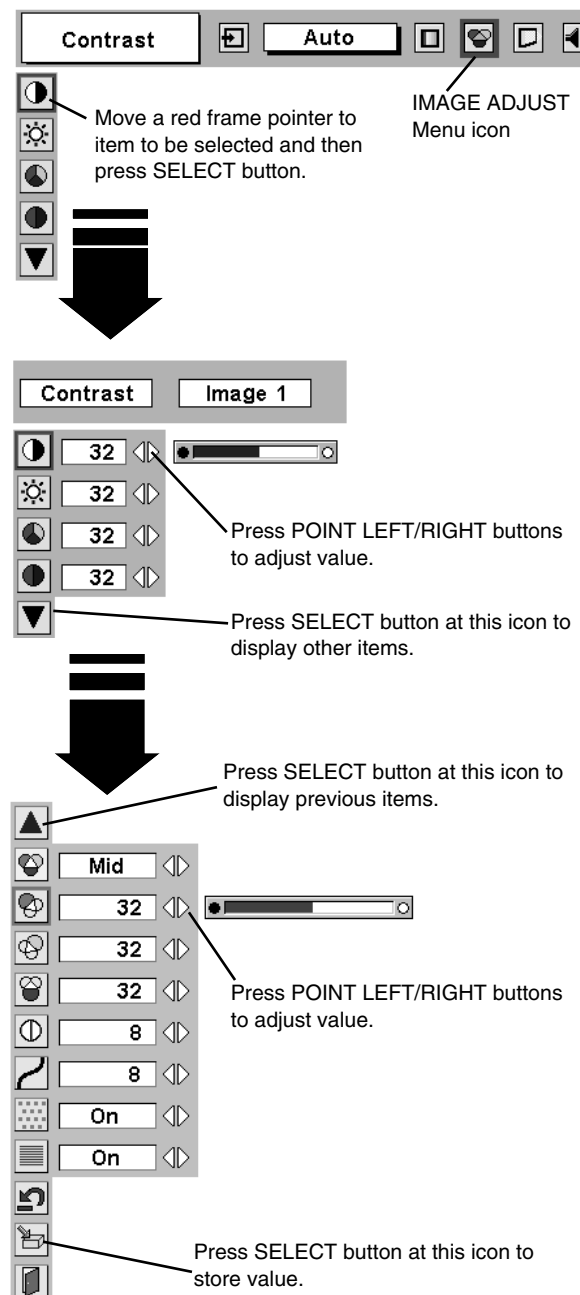 Contrast
Auto
IMAGE ADJUST
Menu icon
Move a red frame pointer to
item to be selected and then
press SELECT button.
Contrast
Image 1
32
32
32
32
Press POINT LEFT/RIGHT buttons
to adjust value.
Press SELECT button at this icon to
display other items.
Press SELECT button at this icon to
display previous items.
Mid
32
32
32
8
8
On
On
Press POINT LEFT/RIGHT buttons
to adjust value.
Press SELECT button at this icon to
store value.